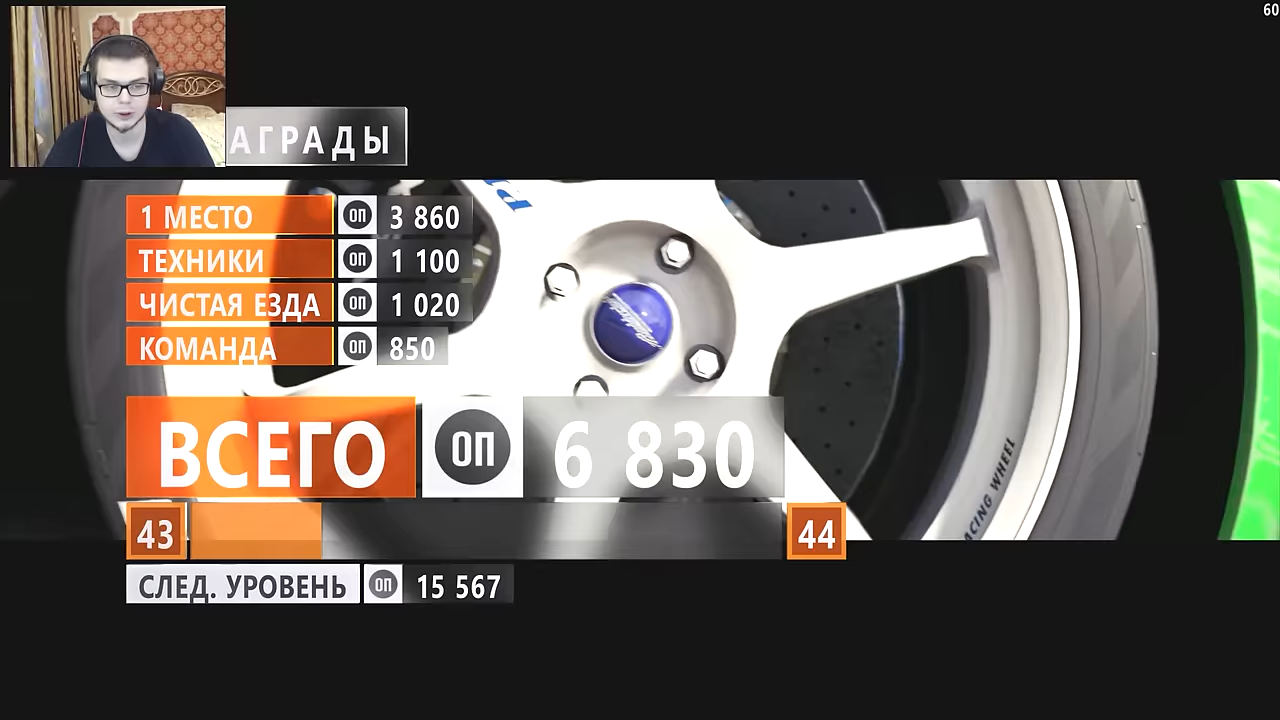 60
АГРАДЫ
1 МЕСТО ОП 3 860
ТЕХНИКИ ОП 1 100
ЧИСТАЯ ЕЗДА ОП 1 020
КОМАНДА ОП 850
ВСЕГО ОП 6 830
43 44
СЛЕД. УРОВЕНЬ ОП 15 567
ACING WHEEL